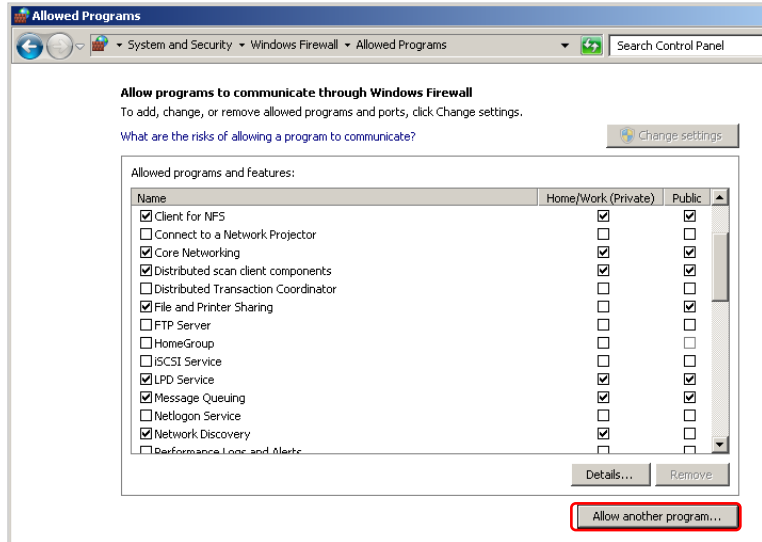 Allowed Programs
System and Security ▾ Windows Firewall ▾ Allowed Programs
Search Control Panel
Allow programs to communicate through Windows Firewall
To add, change, or remove allowed programs and ports, click Change settings.
What are the risks of allowing a program to communicate?
Change settings
Allowed programs and features:
Name Home/Work (Private) Public
Client for NFS
Connect to a Network Projector
Core Networking
Distributed scan client components
Distributed Transaction Coordinator
File and Printer Sharing
FTP Server
HomeGroup
iSCSI Service
LPD Service
Message Queuing
Netlogon Service
Network Discovery
Performance Logs and Alerts
Details... Remove
Allow another program...